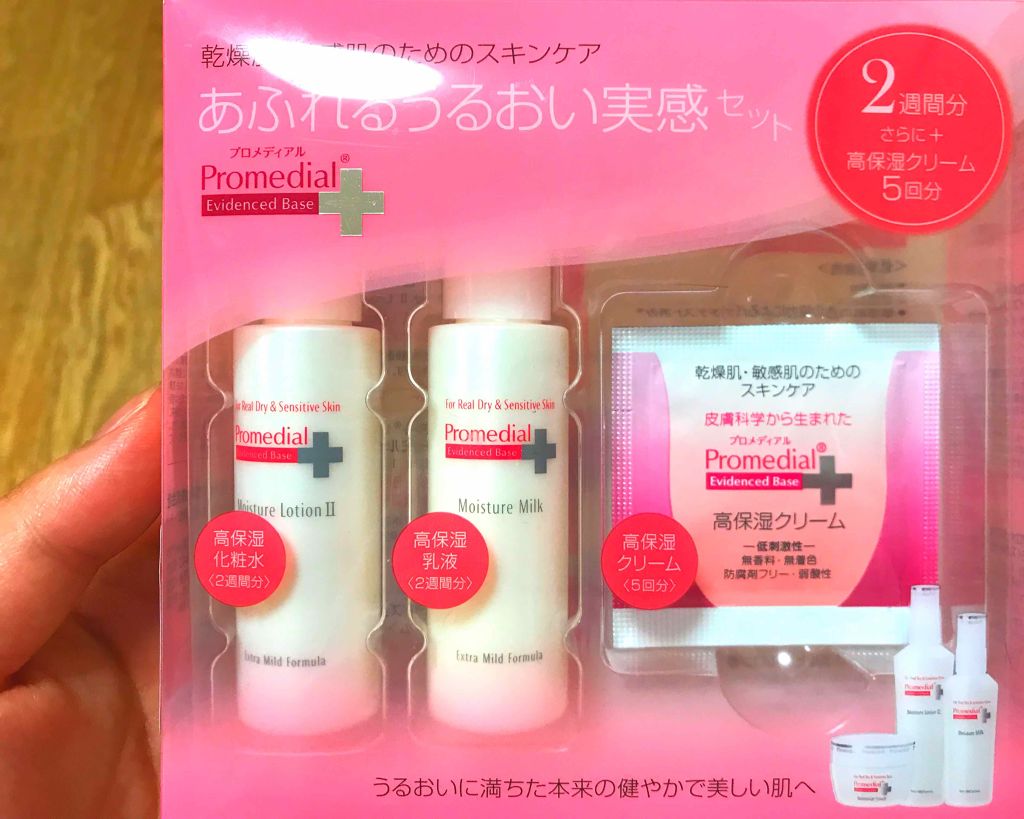 乾燥肌・敏感肌のためのスキンケア
あふれるうるおい実感セット
プロメディアル
Promedial®
Evidenced Base
2週間分
さらに+
高保湿クリーム
5回分
For Real Dry & Sensitive Skin
Promedial
Evidenced Base
Moisture Lotion II
高保湿
化粧水
〈2週間分〉
Extra Mild Formula
For Real Dry & Sensitive Skin
Promedial
Evidenced Base
Moisture Milk
高保湿
乳液
〈2週間分〉
Extra Mild Formula
乾燥肌・敏感肌のための
スキンケア
皮膚科学から生まれた
プロメディアル
Promedial®
Evidenced Base
高保湿クリーム
―低刺激性―
無香料・無着色
防腐剤フリー・弱酸性
高保湿
クリーム
〈5回分〉
Promedial
Moisture Lotion II
Promedial
Moisture Milk
Promedial
うるおいに満ちた本来の健やかで美しい肌へ